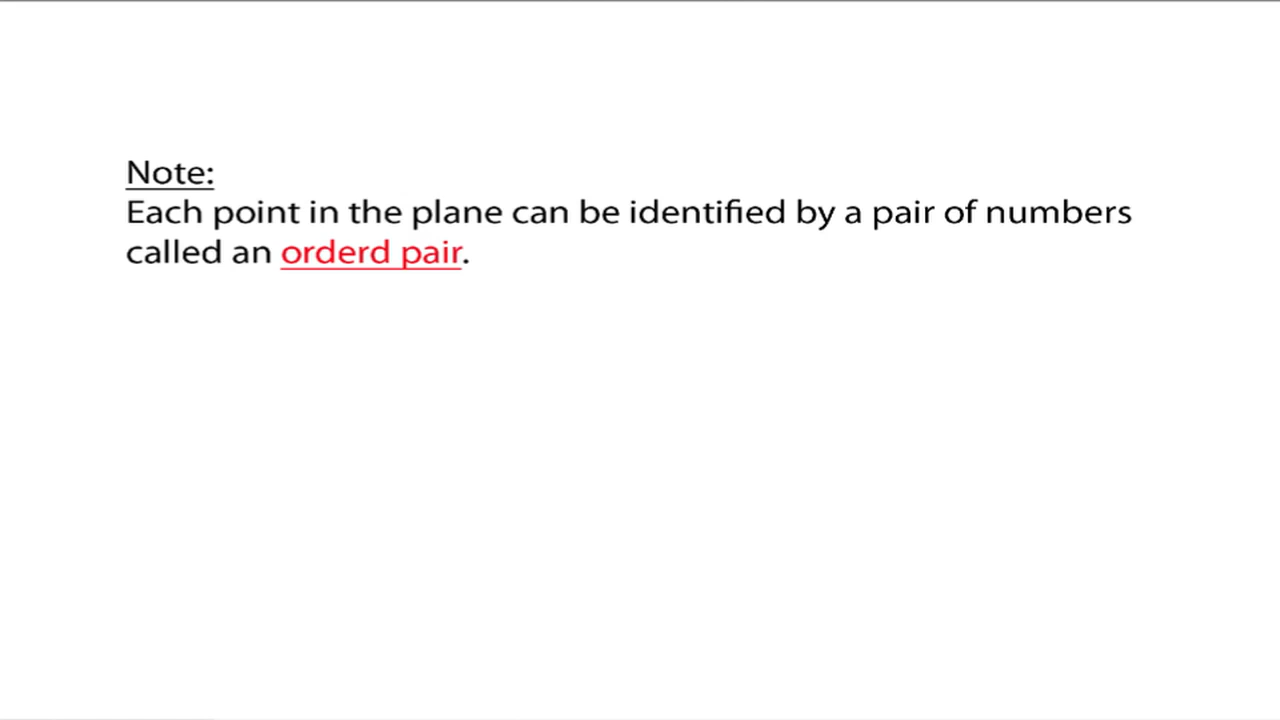 Note:
Each point in the plane can be identified by a pair of numbers
called an orderd pair.